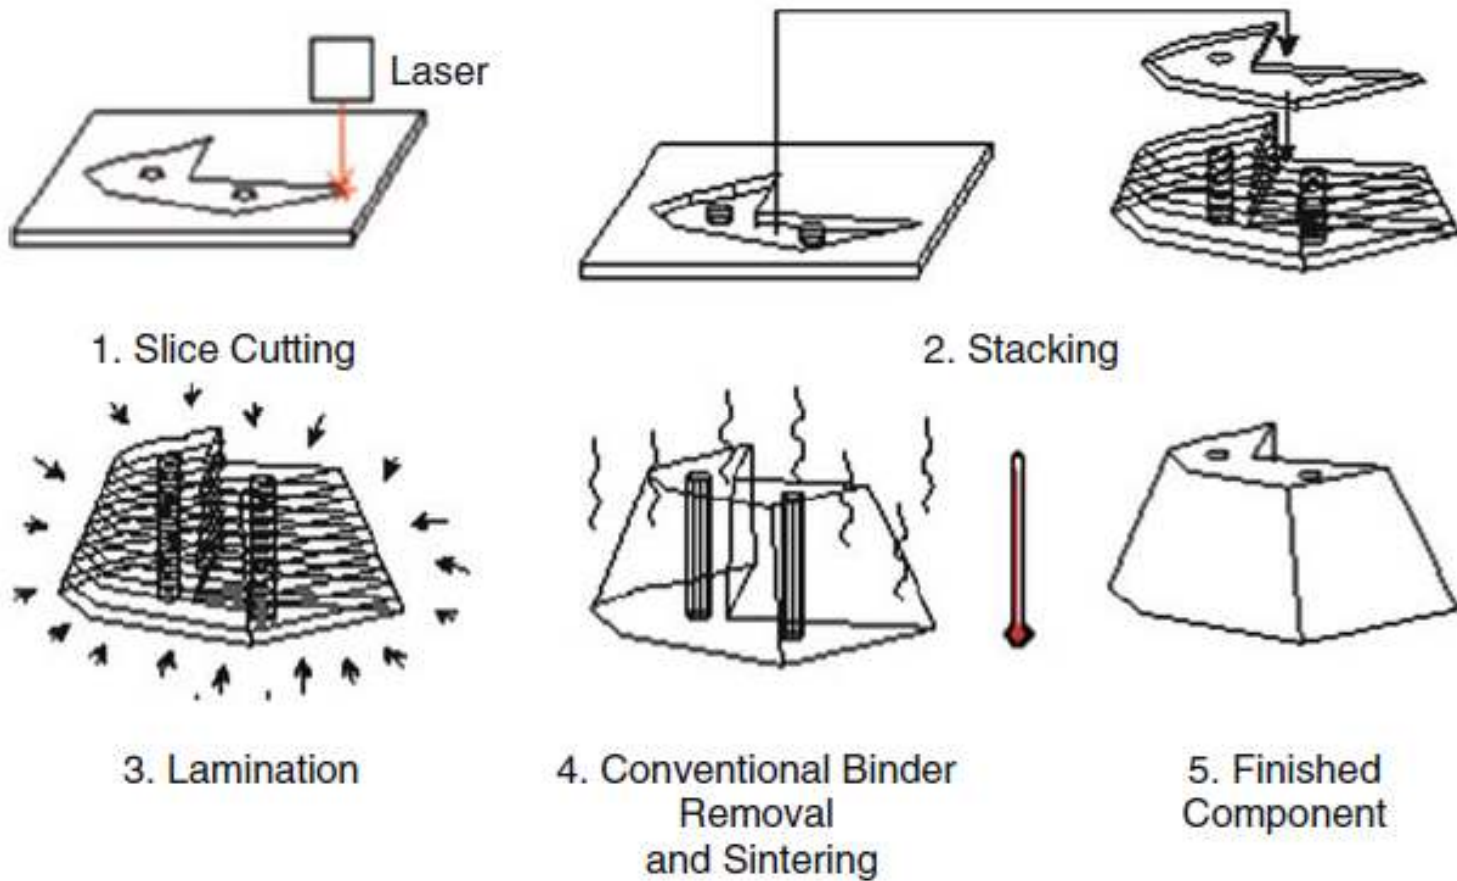 Laser
1. Slice Cutting
2. Stacking
3. Lamination
4. Conventional Binder
Removal
and Sintering
5. Finished
Component